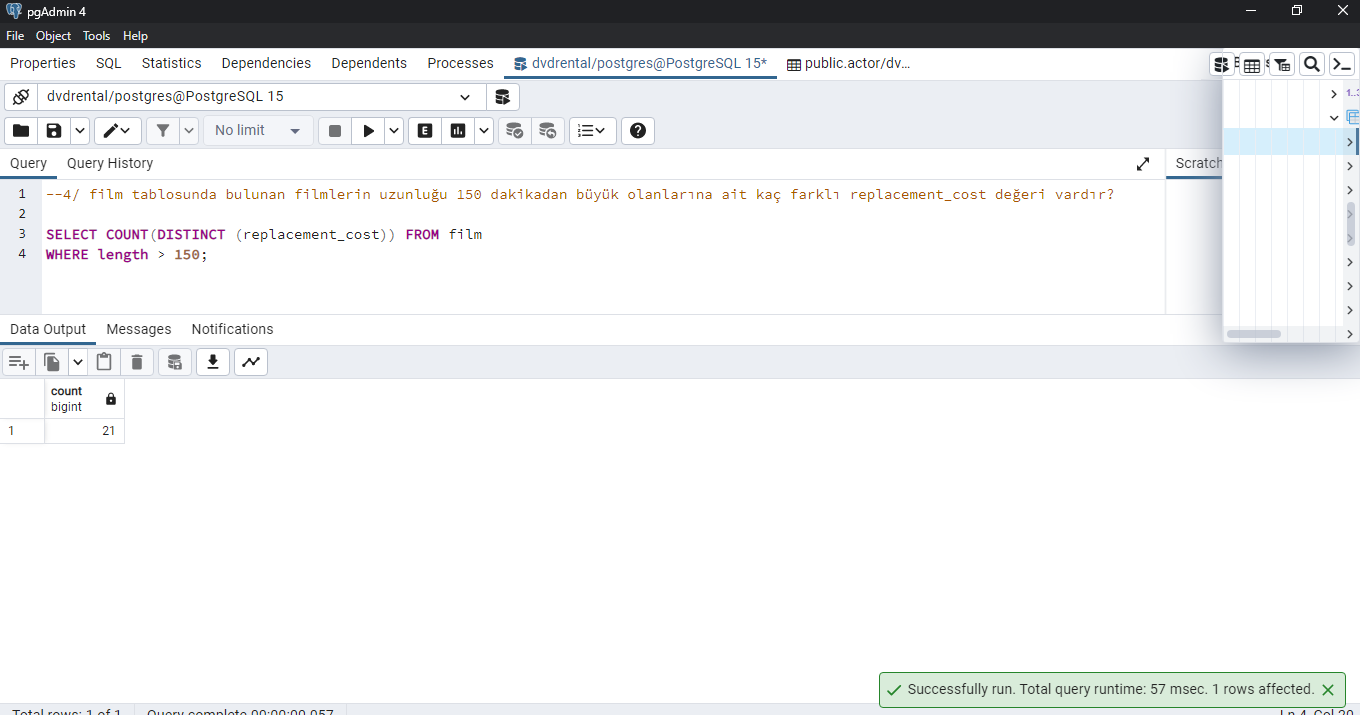 pgAdmin 4
File Object Tools Help
Properties SQL Statistics Dependencies Dependents Processes dvdrental/postgres@PostgreSQL 15* public.actor/dv...
dvdrental/postgres@PostgreSQL 15
No limit
Query Query History Scratch
1 --4/ film tablosunda bulunan filmlerin uzunluğu 150 dakikadan büyük olanlarına ait kaç farklı replacement_cost değeri vardır?
2
3 SELECT COUNT(DISTINCT (replacement_cost)) FROM film
4 WHERE length > 150;
Data Output Messages Notifications
count
bigint
1 21
Successfully run. Total query runtime: 57 msec. 1 rows affected.
Total rows: 1 of 1 Query complete 00:00:00.057 Ln 4, Col 20